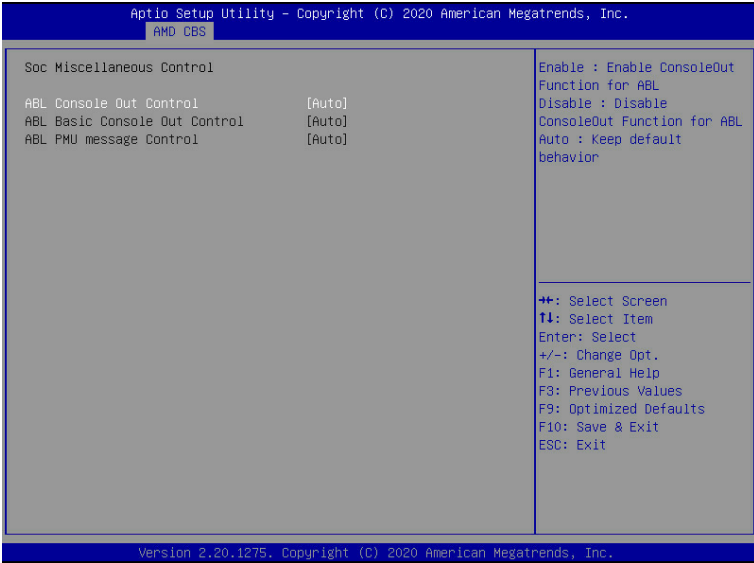 Aptio Setup Utility – Copyright (C) 2020 American Megatrends, Inc.
AMD CBS
Soc Miscellaneous Control
ABL Console Out Control [Auto]
ABL Basic Console Out Control [Auto]
ABL PMU message Control [Auto]
Enable : Enable ConsoleOut
Function for ABL
Disable : Disable
ConsoleOut Function for ABL
Auto : Keep default
behavior
→←: Select Screen
↑↓: Select Item
Enter: Select
+/-: Change Opt.
F1: General Help
F3: Previous Values
F9: Optimized Defaults
F10: Save & Exit
ESC: Exit
Version 2.20.1275. Copyright (C) 2020 American Megatrends, Inc.